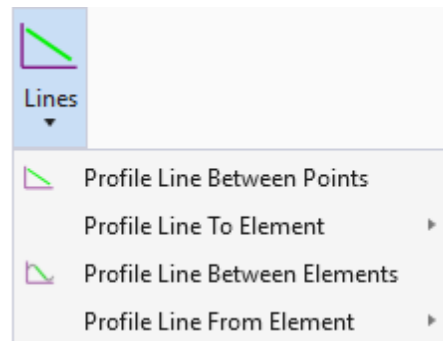 Lines
Profile Line Between Points
Profile Line To Element
Profile Line Between Elements
Profile Line From Element